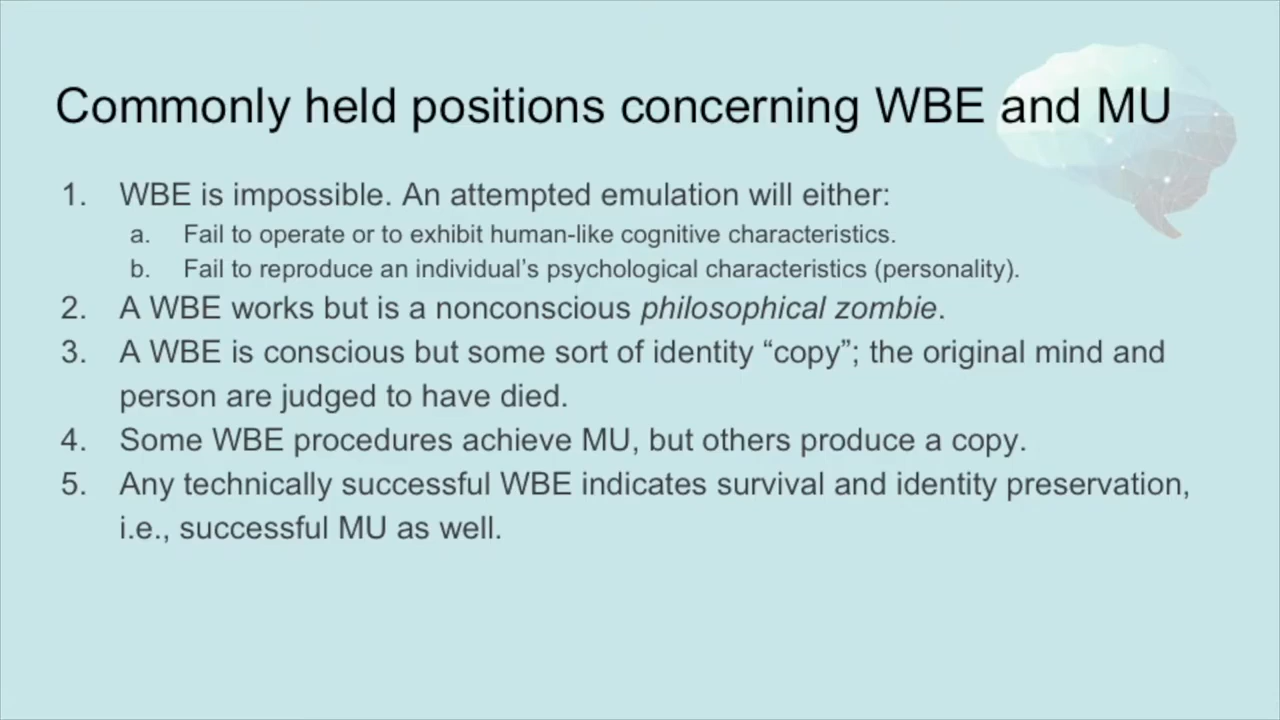 Commonly held positions concerning WBE and MU
1. WBE is impossible. An attempted emulation will either:
a. Fail to operate or to exhibit human-like cognitive characteristics.
b. Fail to reproduce an individual’s psychological characteristics (personality).
2. A WBE works but is a nonconscious philosophical zombie.
3. A WBE is conscious but some sort of identity “copy”; the original mind and
person are judged to have died.
4. Some WBE procedures achieve MU, but others produce a copy.
5. Any technically successful WBE indicates survival and identity preservation,
i.e., successful MU as well.